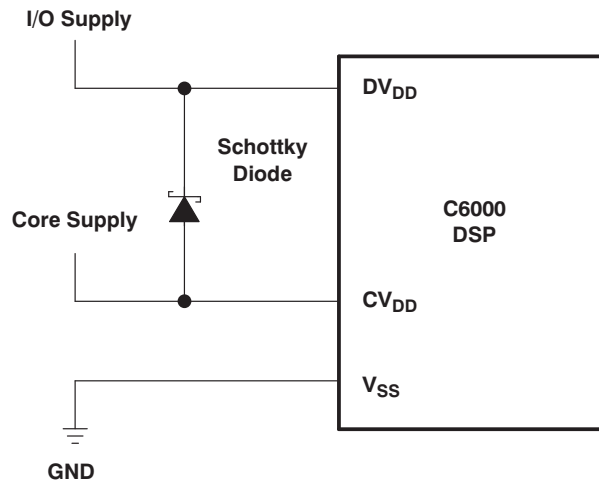 I/O Supply
DVDD
Schottky
Diode
C6000
DSP
Core Supply
CVDD
VSS
GND